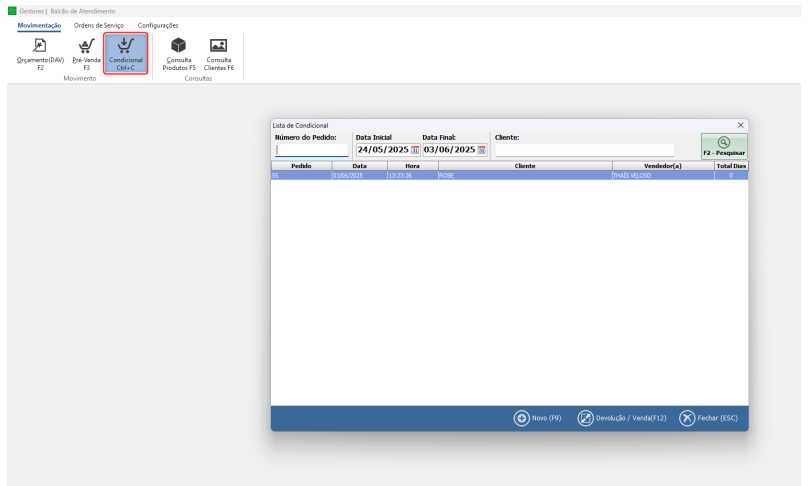 Gestores | Balcão de Atendimento
Movimentação Ordens de Serviço Configurações
Orçamento(DAV) F2
Pré-Venda F3
Condicional Ctrl+C
Consulta Produtos F5
Consulta Clientes F6
Movimento Consultas
Lista de Condicional
Número do Pedido: Data Inicial Data Final: Cliente:
24/05/2025 03/06/2025
F2 - Pesquisar
Pedido Data Hora Cliente Vendedor(a) Total Dias
55 03/06/2025 13:23:26 ROSE THAÍS VELOSO 0
Novo (F9) Devolução / Venda(F12) Fechar (ESC)